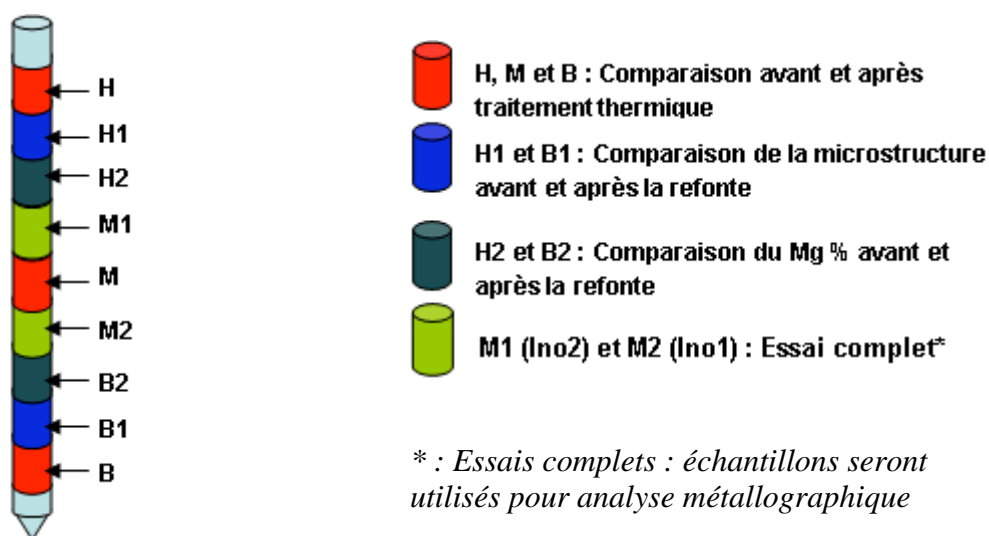 H
H1
H2
M1
M
M2
B2
B1
B
H, M et B : Comparaison avant et après
traitement thermique
H1 et B1 : Comparaison de la microstructure
avant et après la refonte
H2 et B2 : Comparaison du Mg % avant et
après la refonte
M1 (Ino2) et M2 (Ino1) : Essai complet*
* : Essais complets : échantillons seront
utilisés pour analyse métallographique